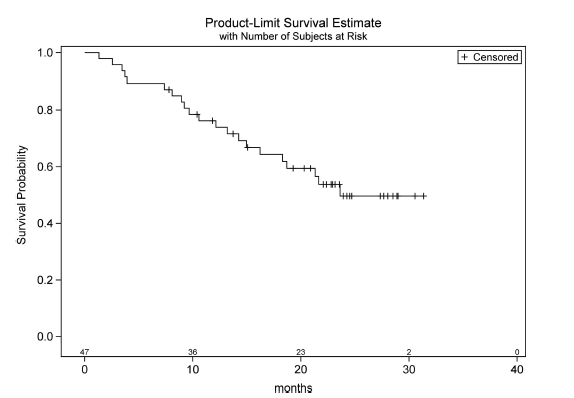 Product-Limit Survival Estimate
with Number of Subjects at Risk
+ Censored
1.0
0.8
0.6
0.4
0.2
0.0
Survival Probability
47 36 23 2 0
0 10 20 30 40
months